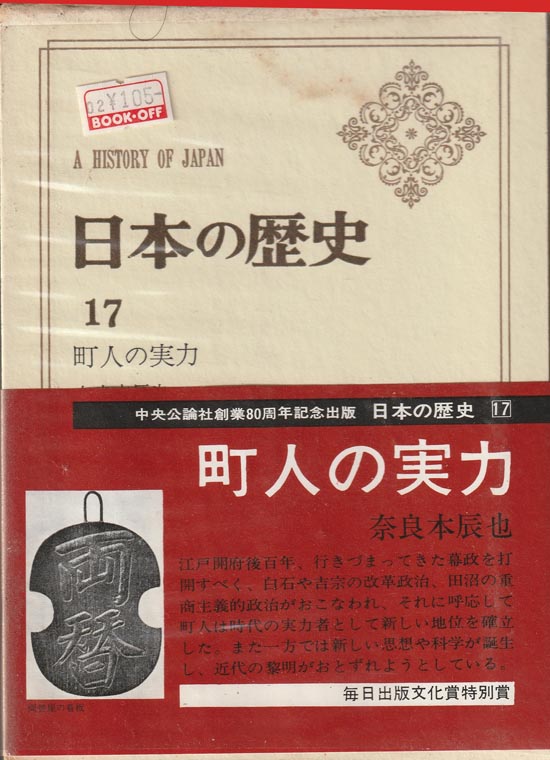 02 ¥105-
BOOK・OFF
A HISTORY OF JAPAN
日本の歴史
17
町人の実力
中央公論社創業80周年記念出版 日本の歴史 17
町人の実力
奈良本辰也
江戸開府後百年、行きづまってきた幕政を打
開すべく、白石や吉宗の改革政治、田沼の重
商主義的政治がおこなわれ、それに呼応して
町人は時代の実力者として新しい地位を確立
した。また一方では新しい思想や科学が誕生
し、近代の黎明がおとずれようとしている。
両替
両替屋の看板
毎日出版文化賞特別賞